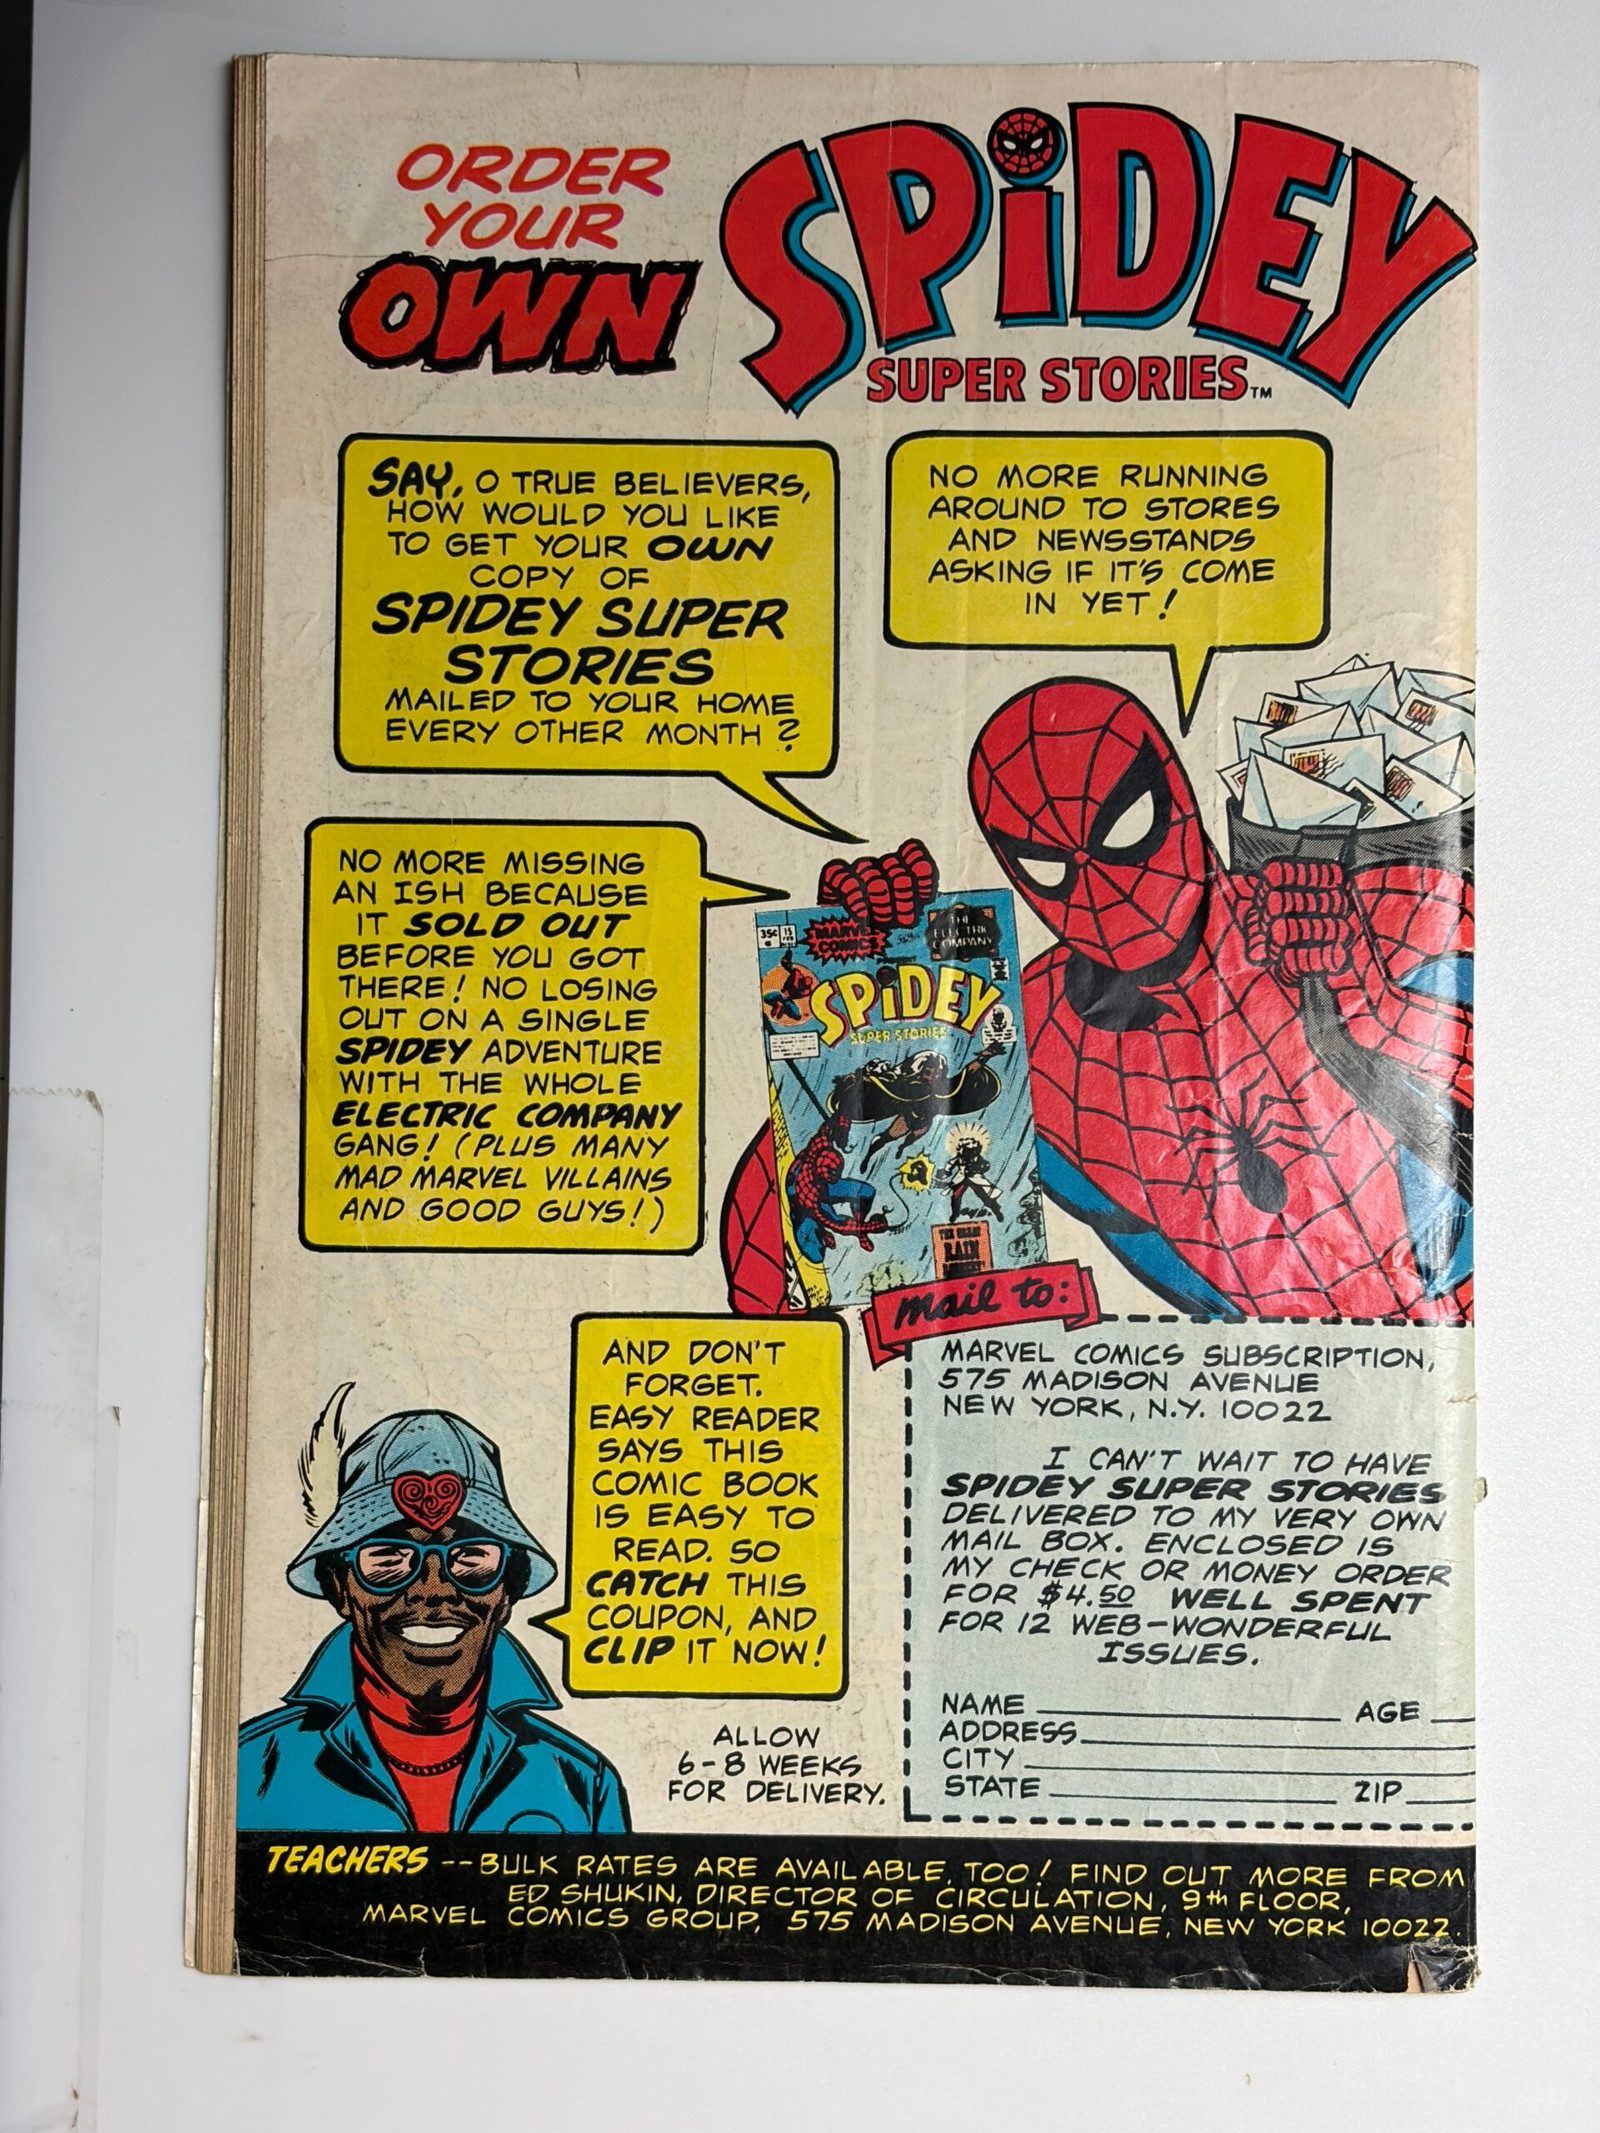 ORDER
YOUR
OWN
SPiDEY
SUPER STORIES™
SAY, O TRUE BELIEVERS,
HOW WOULD YOU LIKE
TO GET YOUR OWN
COPY OF
SPIDEY SUPER
STORIES
MAILED TO YOUR HOME
EVERY OTHER MONTH?
NO MORE RUNNING
AROUND TO STORES
AND NEWSSTANDS
ASKING IF IT'S COME
IN YET!
NO MORE MISSING
AN ISH BECAUSE
IT SOLD OUT
BEFORE YOU GOT
THERE! NO LOSING
OUT ON A SINGLE
SPIDEY ADVENTURE
WITH THE WHOLE
ELECTRIC COMPANY
GANG! (PLUS MANY
MAD MARVEL VILLAINS
AND GOOD GUYS!)
35¢
15
FEB
MARVEL
COMICS
THE
ELECTRIC
COMPANY
SPiDEY
SUPER STORIES
RAIN
AND DON'T
FORGET.
EASY READER
SAYS THIS
COMIC BOOK
IS EASY TO
READ. SO
CATCH THIS
COUPON, AND
CLIP IT NOW!
ALLOW
6-8 WEEKS
FOR DELIVERY.
mail to:
MARVEL COMICS SUBSCRIPTION,
575 MADISON AVENUE
NEW YORK, N.Y. 10022
I CAN'T WAIT TO HAVE
SPIDEY SUPER STORIES
DELIVERED TO MY VERY OWN
MAIL BOX. ENCLOSED IS
MY CHECK OR MONEY ORDER
FOR $4.50 WELL SPENT
FOR 12 WEB-WONDERFUL
ISSUES.
NAME AGE
ADDRESS
CITY
STATE ZIP
TEACHERS --BULK RATES ARE AVAILABLE, TOO! FIND OUT MORE FROM
ED SHUKIN, DIRECTOR OF CIRCULATION, 9th FLOOR,
MARVEL COMICS GROUP, 575 MADISON AVENUE, NEW YORK 10022.